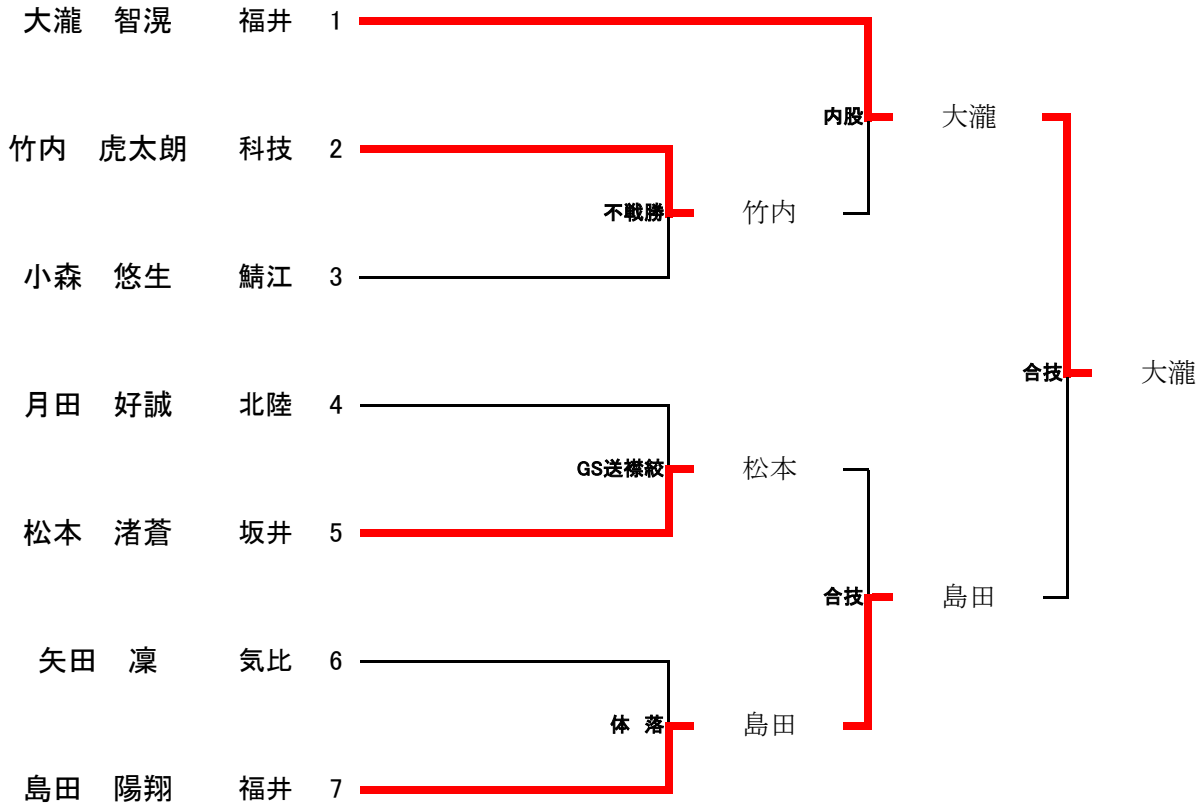 大瀧　智滉　福井　1
内股　大瀧
竹内　虎太朗　科技　2
不戦勝　竹内
小森　悠生　鯖江　3
合技　大瀧
月田　好誠　北陸　4
GS送襟絞　松本
松本　渚蒼　坂井　5
合技　島田
矢田　凜　気比　6
体 落　島田
島田　陽翔　福井　7